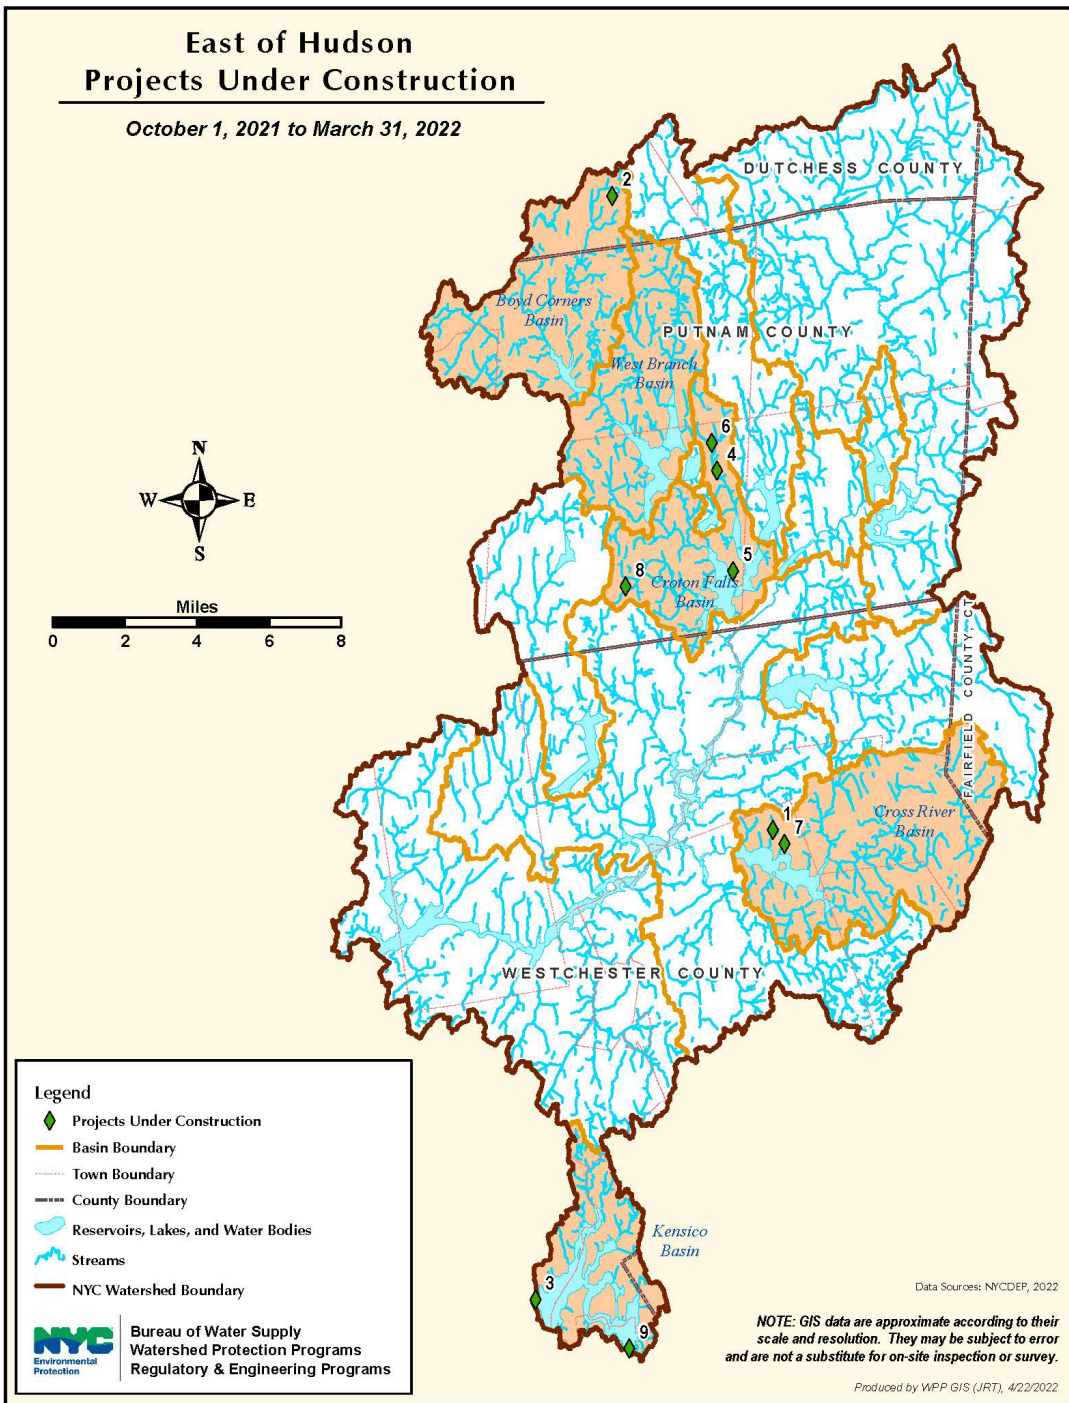 East of Hudson
Projects Under Construction
October 1, 2021 to March 31, 2022
DUTCHESS COUNTY
2
Boyd Corners
Basin
PUTNAM COUNTY
West Branch
Basin
6
4
5
8
Croton Falls
Basin
N
W
E
S
Miles
0
2
4
6
8
FAIRFIELD COUNTY CT
Cross River
Basin
1
7
WESTCHESTER COUNTY
Kensico
Basin
3
9
Legend
Projects Under Construction
Basin Boundary
Town Boundary
County Boundary
Reservoirs, Lakes, and Water Bodies
Streams
NYC Watershed Boundary
NYC
Environmental
Protection
Bureau of Water Supply
Watershed Protection Programs
Regulatory & Engineering Programs
Data Sources: NYCDEP, 2022
NOTE: GIS data are approximate according to their
scale and resolution. They may be subject to error
and are not a substitute for on-site inspection or survey.
Produced by WPP GIS (JRT), 4/22/2022